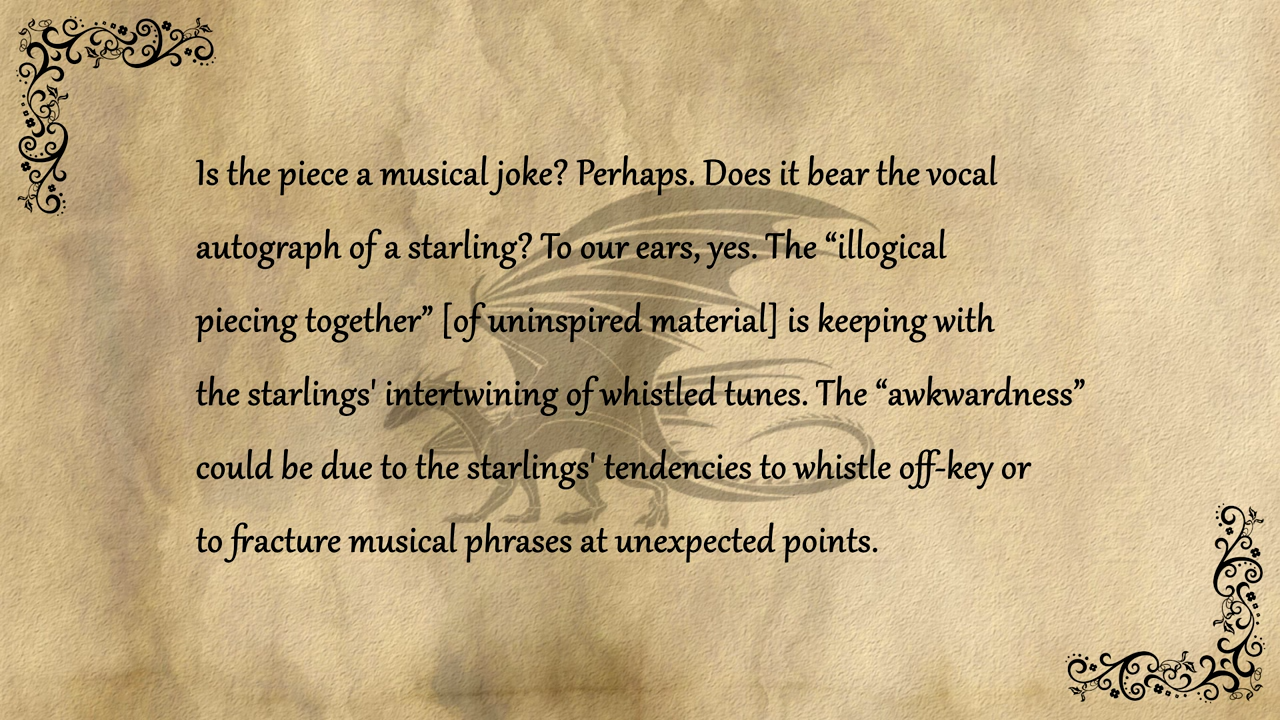 Is the piece a musical joke? Perhaps. Does it bear the vocal
autograph of a starling? To our ears, yes. The “illogical
piecing together” [of uninspired material] is keeping with
the starlings' intertwining of whistled tunes. The “awkwardness”
could be due to the starlings' tendencies to whistle off-key or
to fracture musical phrases at unexpected points.